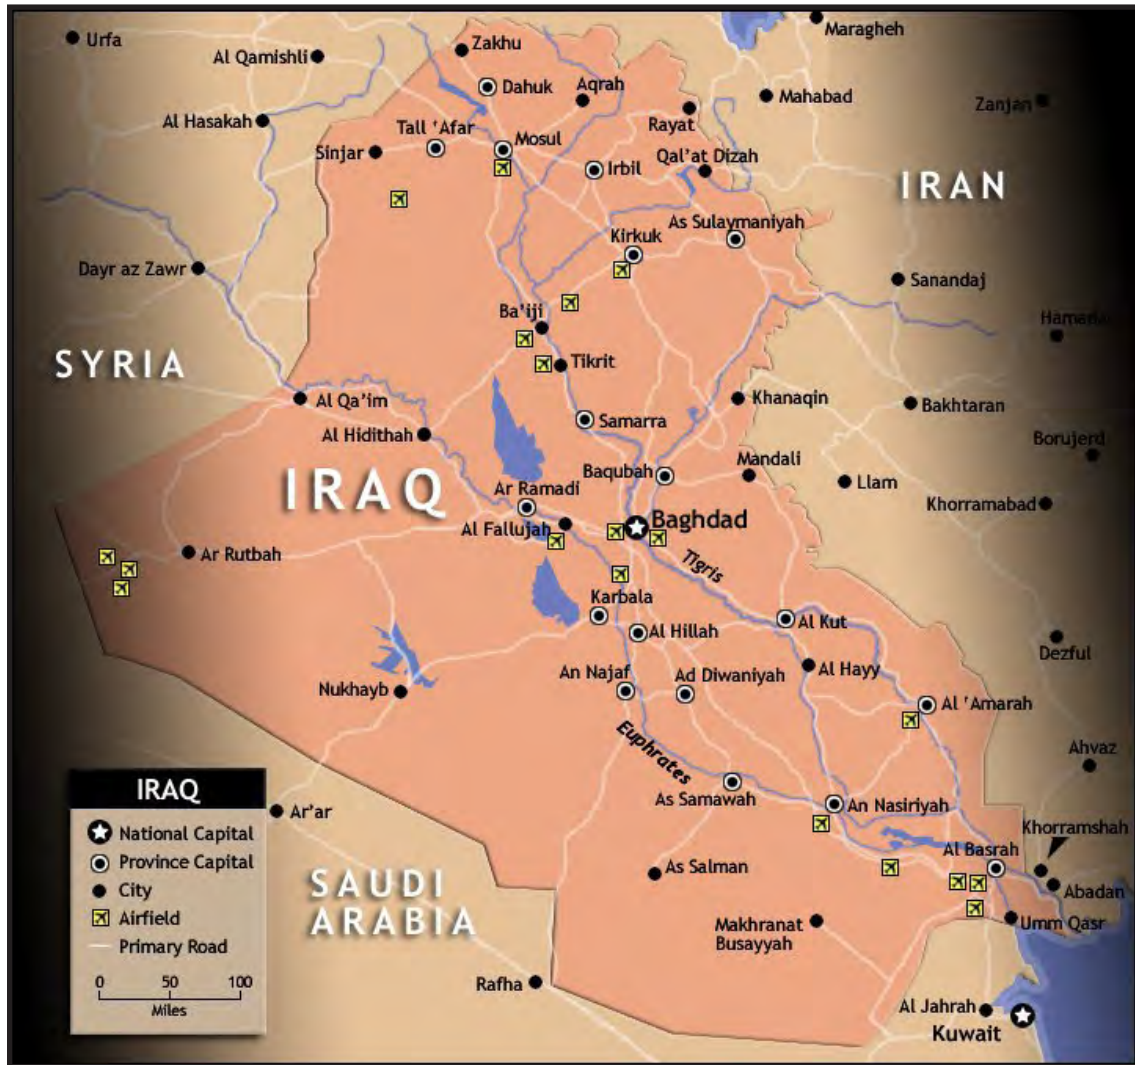 Maragheh
Urfa
Zakhu
Al Qamishli
Dahuk
Aqrah
Mahabad
Zanjan
Al Hasakah
Tall 'Afar
Mosul
Rayat
Sinjar
Irbil
Qal'at Dizah
IRAN
As Sulaymaniyah
Kirkuk
Dayr az Zawr
Sanandaj
Ba'iji
SYRIA
Tikrit
Al Qa'im
Khanaqin
Bakhtaran
Samarra
Al Hidithah
Borujerd
IRAQ
Baqubah
Mandali
Llam
Ar Ramadi
Khorramabad
Al Fallujah
Baghdad
Ar Rutbah
Tigris
Karbala
Al Hillah
Al Kut
Dezful
An Najaf
Ad Diwaniyah
Al Hayy
Nukhayb
Al 'Amarah
Euphrates
Ahvaz
As Samawah
An Nasiriyah
Ar'ar
Khorramshah
Al Basrah
As Salman
Abadan
SAUDI
ARABIA
Makhranat
Busayyah
Umm Qasr
Rafha
Al Jahrah
Kuwait
IRAQ
National Capital
Province Capital
City
Airfield
Primary Road
0 50 100
Miles